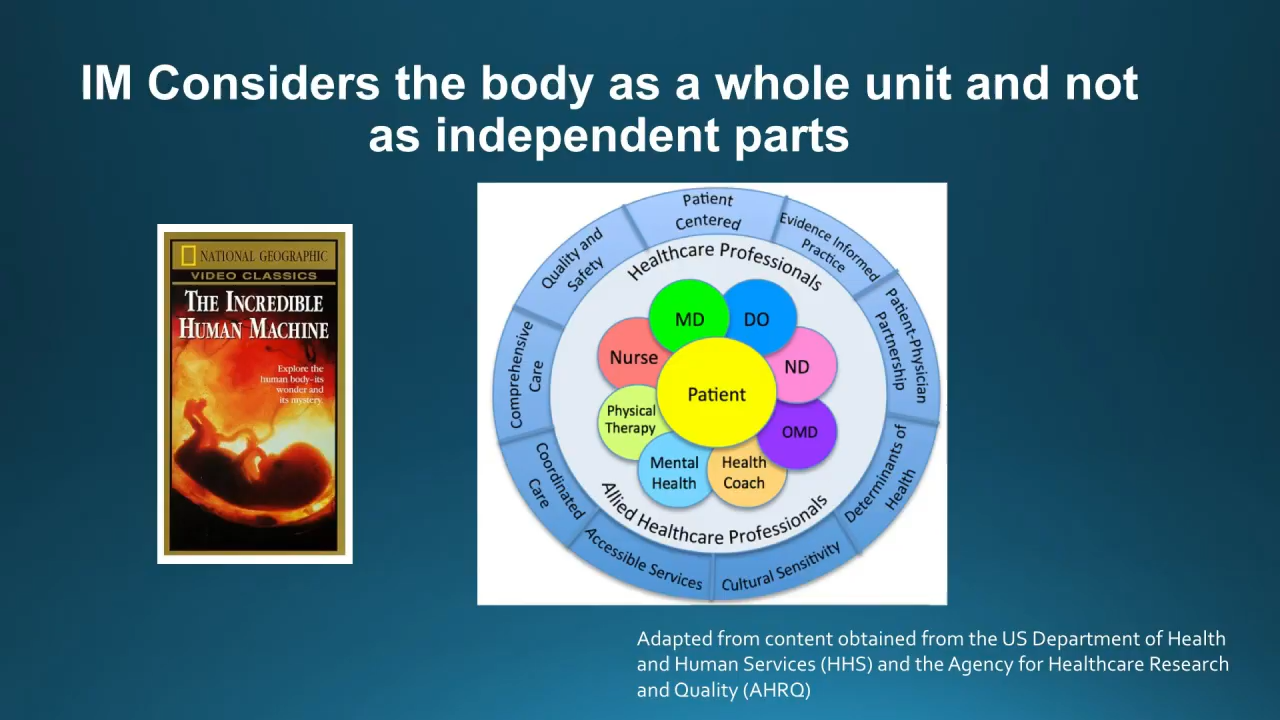 IM Considers the body as a whole unit and not
as independent parts
NATIONAL GEOGRAPHIC
VIDEO CLASSICS
THE INCREDIBLE
HUMAN MACHINE
Explore the
human body-its
wonder and
its mystery.
Patient
Centered
Evidence Informed
Practice
Patient-Physician
Partnership
Determinants of
Health
Cultural Sensitivity
Accessible Services
Coordinated
Care
Comprehensive
Care
Quality and
Safety
Healthcare Professionals
MD
DO
Nurse
ND
Patient
Physical
Therapy
OMD
Mental
Health
Health
Coach
Allied Healthcare Professionals
Adapted from content obtained from the US Department of Health
and Human Services (HHS) and the Agency for Healthcare Research
and Quality (AHRQ)